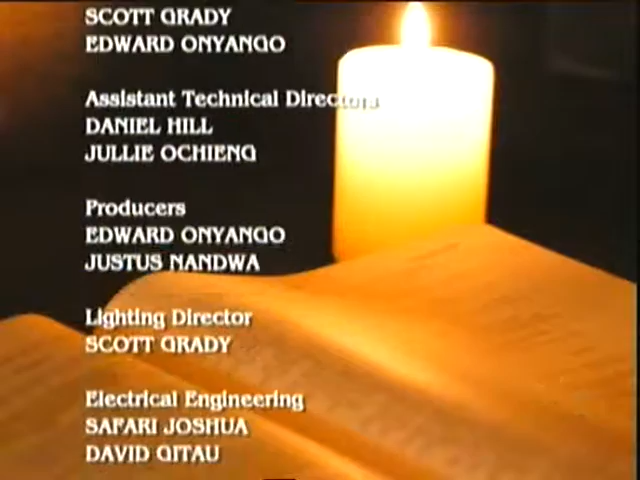 SCOTT GRADY
EDWARD ONYANGO
Assistant Technical Directors
DANIEL HILL
JULLIE OCHIENG
Producers
EDWARD ONYANGO
JUSTUS NANDWA
Lighting Director
SCOTT GRADY
Electrical Engineering
SAFARI JOSHUA
DAVID GITAU